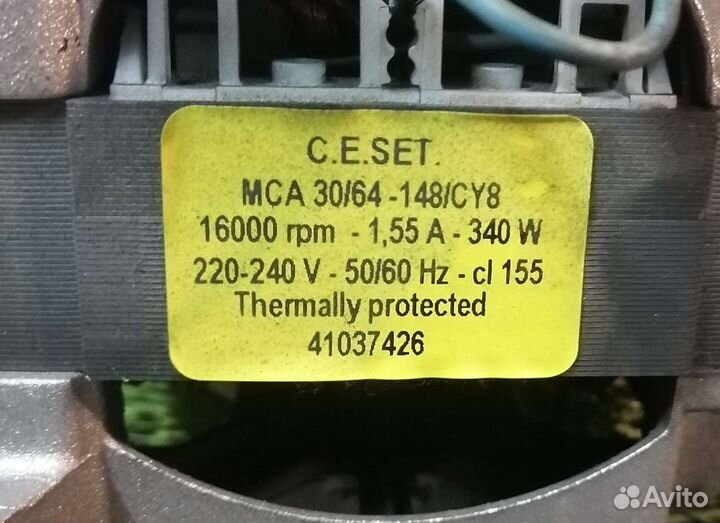 C.E.SET.
MCA 30/64 -148/CY8
16000 rpm - 1,55 A - 340 W
220-240 V - 50/60 Hz - cl 155
Thermally protected
41037426
Avito